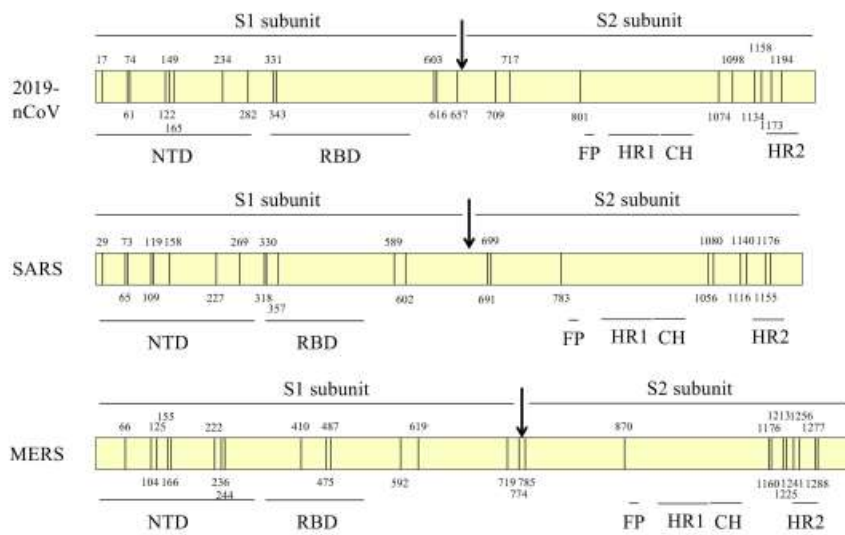 S1 subunit S2 subunit
1158
17 74 149 234 331 603 717 1098 1194
2019-
nCoV
61 122 282 343 616 657 709 801 1074 1134
165 1173
NTD RBD FP HR1 CH HR2
S1 subunit S2 subunit
29 73 119 158 269 330 589 699 1080 1140 1176
SARS
65 109 227 318 602 691 783 1056 1116 1155
357
NTD RBD FP HR1 CH HR2
S1 subunit S2 subunit
155 1213 1256
66 125 222 410 487 619 870 1176 1277
MERS
104 166 236 475 592 719 785 1160 1241 1288
244 774 1225
NTD RBD FP HR1 CH HR2